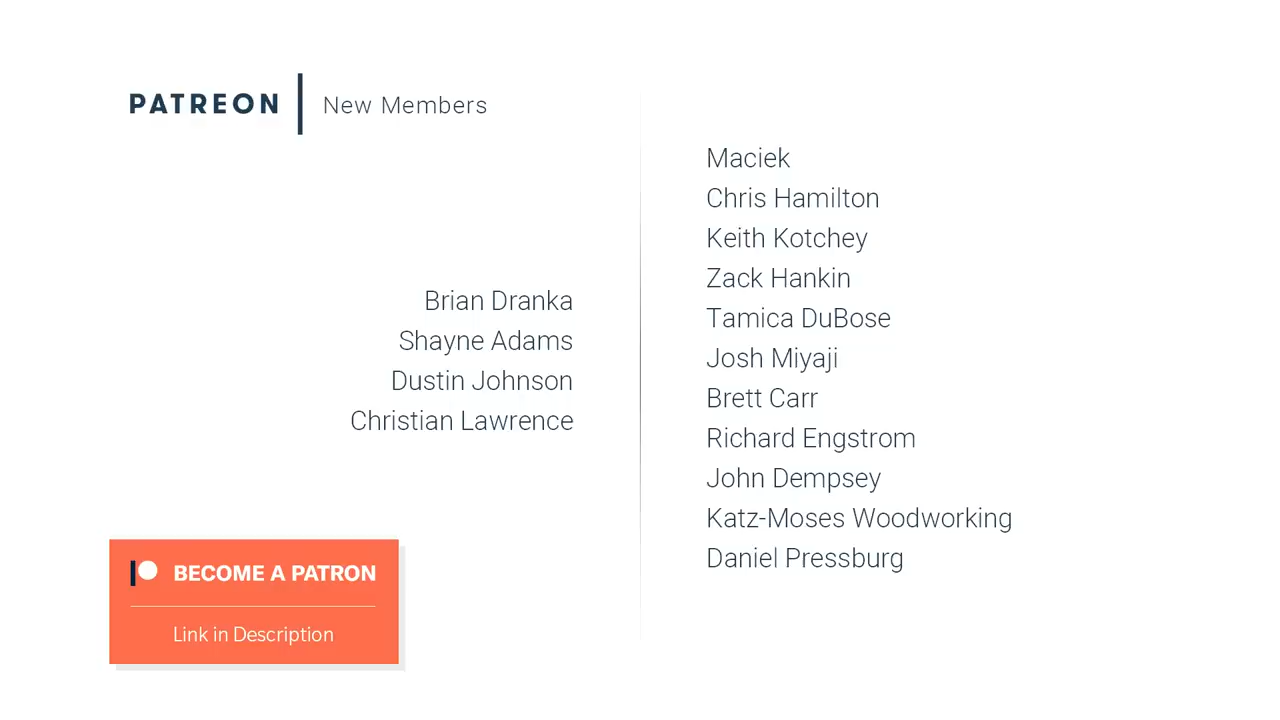 PATREON New Members
Brian Dranka
Shayne Adams
Dustin Johnson
Christian Lawrence
Maciek
Chris Hamilton
Keith Kotchey
Zack Hankin
Tamica DuBose
Josh Miyaji
Brett Carr
Richard Engstrom
John Dempsey
Katz-Moses Woodworking
Daniel Pressburg
BECOME A PATRON
Link in Description